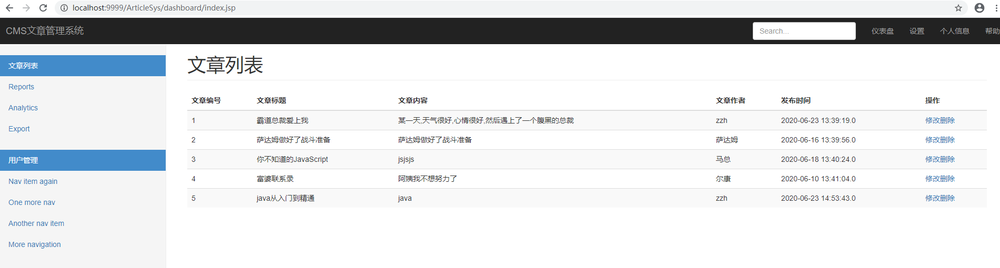 localhost:9999/ArticleSys/dashboard/index.jsp
CMS文章管理系统 Search... 仪表盘 设置 个人信息 帮助
文章列表
Reports
Analytics
Export
用户管理
Nav item again
One more nav
Another nav item
More navigation
文章列表
文章编号 文章标题 文章内容 文章作者 发布时间 操作
1 霸道总裁爱上我 某一天,天气很好,心情很好,然后遇上了一个腹黑的总裁 zzh 2020-06-23 13:39:19.0 修改删除
2 萨达姆做好了战斗准备 萨达姆做好了战斗准备 萨达姆 2020-06-16 13:39:56.0 修改删除
3 你不知道的JavaScript jsjsjs 马总 2020-06-18 13:40:24.0 修改删除
4 富婆联系录 阿姨我不想努力了 尔康 2020-06-10 13:41:04.0 修改删除
5 java从入门到精通 java zzh 2020-06-23 14:53:43.0 修改删除